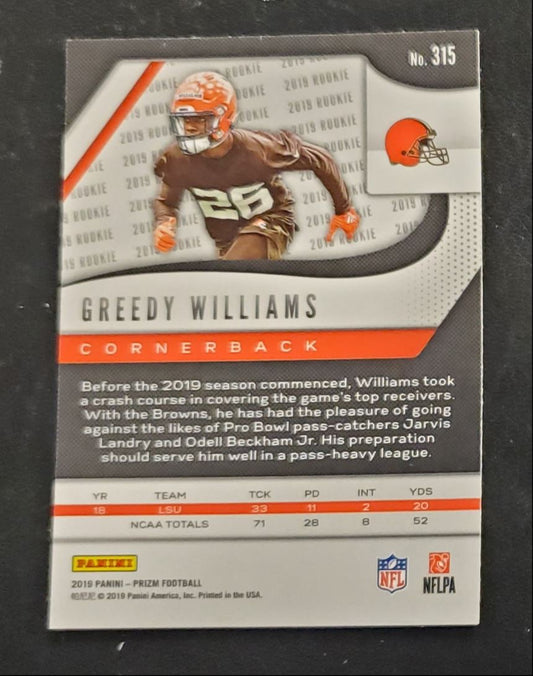 No. 315
2019 ROOKIE
26
GREEDY WILLIAMS
CORNERBACK
Before the 2019 season commenced, Williams took
a crash course in covering the game's top receivers.
With the Browns, he has had the pleasure of going
against the likes of Pro Bowl pass-catchers Jarvis
Landry and Odell Beckham Jr. His preparation
should serve him well in a pass-heavy league.
YR TEAM TCK PD INT YDS
18 LSU 33 11 2 20
NCAA TOTALS 71 28 8 52
PANINI
NFL
NFLPA
2019 PANINI – PRIZM FOOTBALL
© 2019 Panini America, Inc. Printed in the USA.